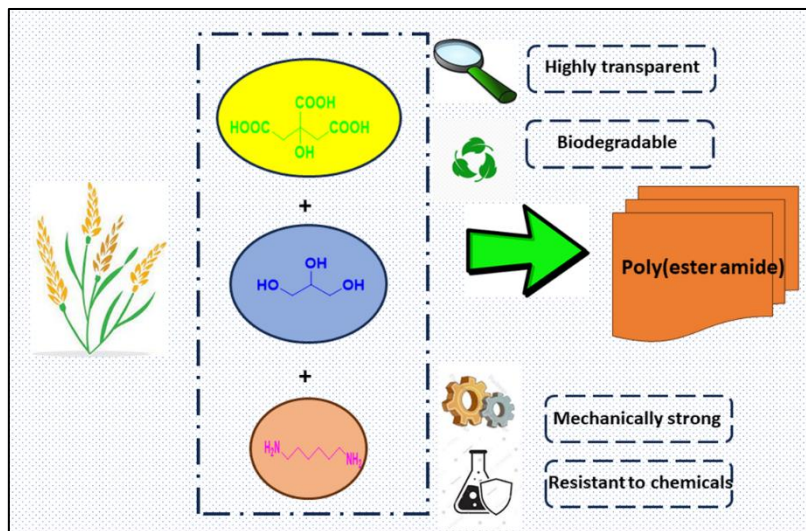 COOH
HOOC COOH
OH
+
OH
HO OH
+
H₂N
NH₂
Highly transparent
Biodegradable
Poly(ester amide)
Mechanically strong
Resistant to chemicals